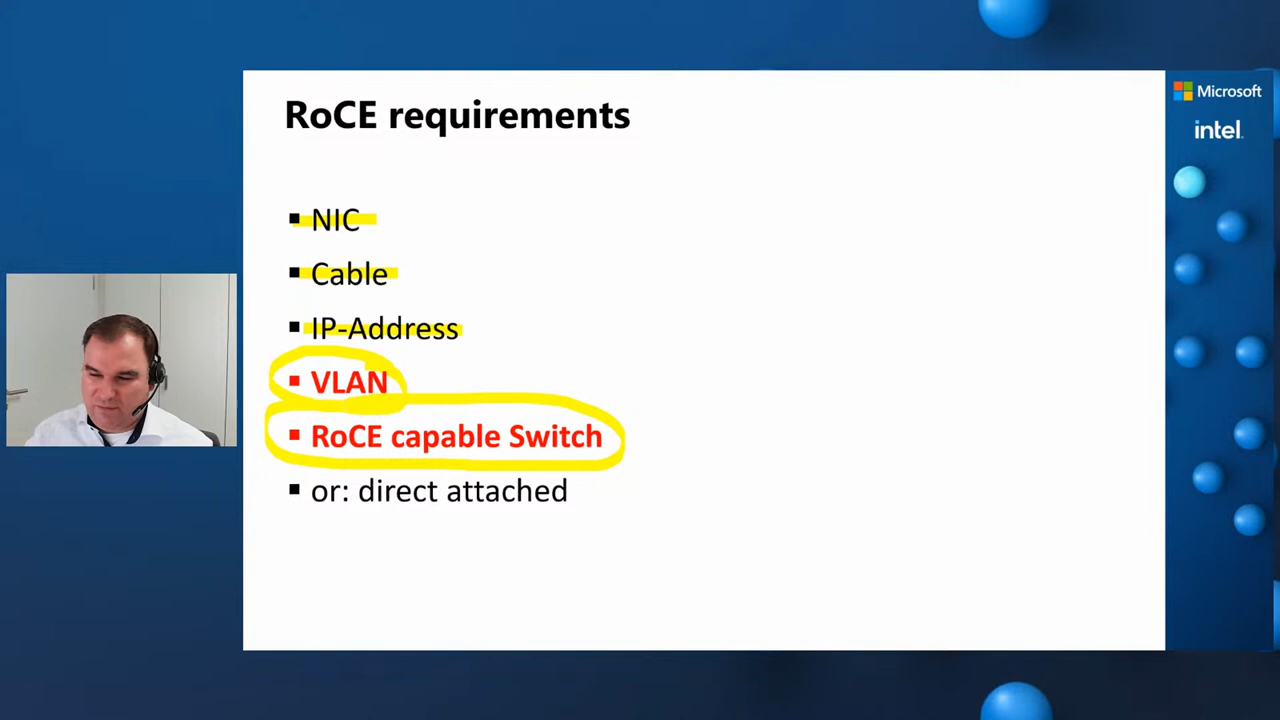 RoCE requirements
Microsoft
intel.
▪ NIC
▪ Cable
▪ IP-Address
▪ VLAN
▪ RoCE capable Switch
▪ or: direct attached